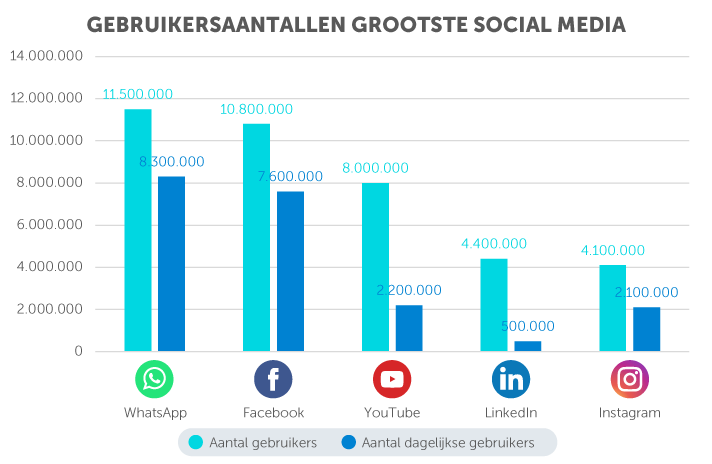 GEBRUIKERSAANTALLEN GROOTSTE SOCIAL MEDIA
14.000.000
12.000.000
10.000.000
8.000.000
6.000.000
4.000.000
2.000.000
0
11.500.000
8.300.000
10.800.000
7.600.000
8.000.000
2.200.000
4.400.000
500.000
4.100.000
2.100.000
WhatsApp
Facebook
YouTube
LinkedIn
Instagram
Aantal gebruikers
Aantal dagelijkse gebruikers